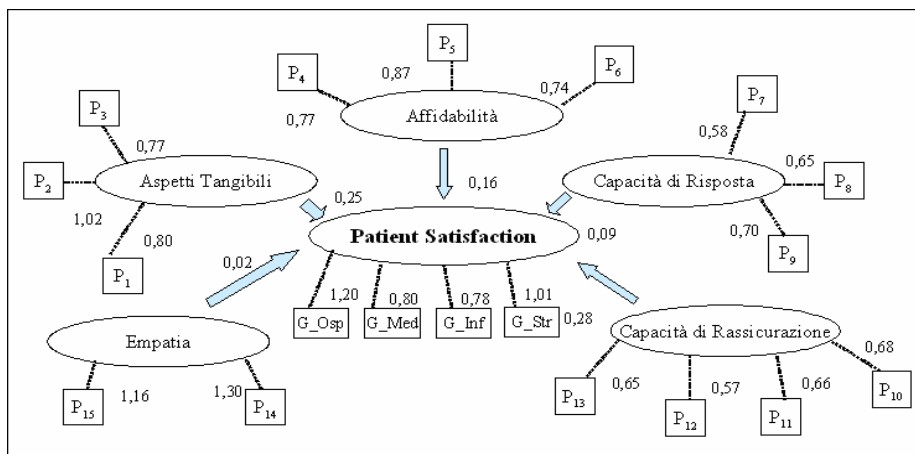 P5
P4
0,87
P6
0,74
P3
0,77
Affidabilità
P7
0,58
0,77
P2
Aspetti Tangibili
0,16
Capacità di Risposta
0,65
P8
1,02
0,25
0,80
Patient Satisfaction
0,09
0,70
P1
0,02
P9
1,20
0,80
0,78
1,01
G_Osp
G_Med
G_Inf
G_Str
0,28
Capacità di Rassicurazione
Empatia
0,68
P15
1,16
1,30
P14
P13
0,65
P12
0,57
P11
0,66
P10